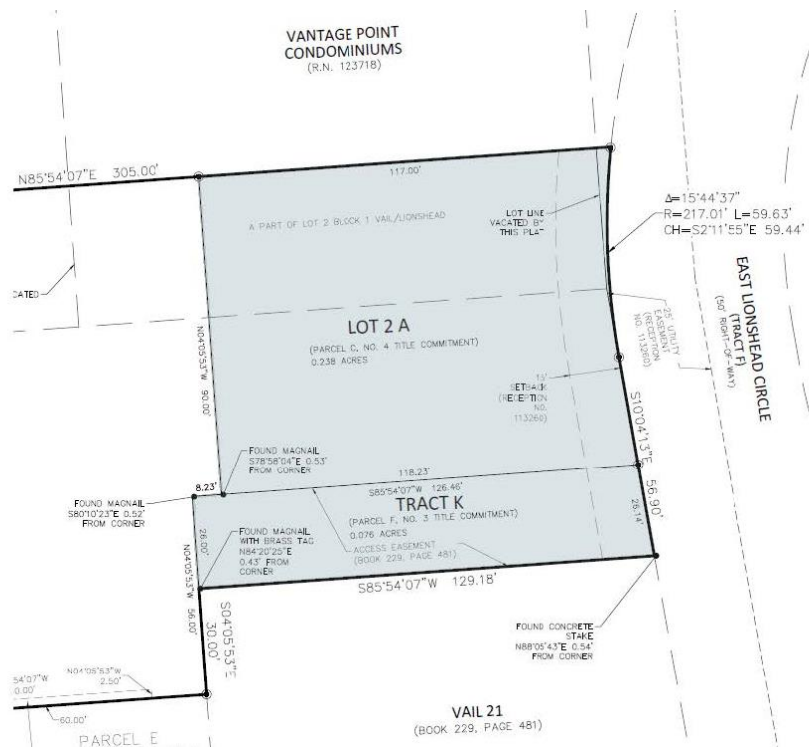 VANTAGE POINT
CONDOMINIUMS
(R.N. 123718)
N85°54'07"E 305.00'
117.00'
Δ=15°44'37"
R=217.01' L=59.63'
CH=S2°11'55"E 59.44'
A PART OF LOT 2 BLOCK 1 VAIL/LIONSHEAD
LOT LINE
VACATED BY
THIS PLAT
EAST LIONSHEAD CIRCLE
(TRACT F)
(50' RIGHT-OF-WAY)
CATED
25' UTILITY
EASEMENT
(RECEPTION
NO. 113260)
LOT 2 A
(PARCEL C, NO. 4 TITLE COMMITMENT)
0.238 ACRES
N04°05'53"W 90.00'
15'
SETBACK
(RECEPTION
NO.
113260)
S10°04'13"E 56.90'
FOUND MAGNAIL
S78°58'04"E 0.53'
FROM CORNER
118.23'
S85°54'07"W 126.46'
8.23'
FOUND MAGNAIL
S80°10'23"E 0.52'
FROM CORNER
TRACT K
(PARCEL F, NO. 3 TITLE COMMITMENT)
0.076 ACRES
26.14'
26.00'
FOUND MAGNAIL
WITH BRASS TAG
N84°20'25"E
0.43' FROM
CORNER
ACCESS EASEMENT
(BOOK 229, PAGE 481)
N04°05'53"W 56.00'
S85°54'07"W 129.18'
S04°05'53"E
30.00'
FOUND CONCRETE
STAKE
N88°05'43"E 0.54'
FROM CORNER
54'07"W
0.00'
N04°05'53"W
2.50'
60.00'
PARCEL E
VAIL 21
(BOOK 229, PAGE 481)